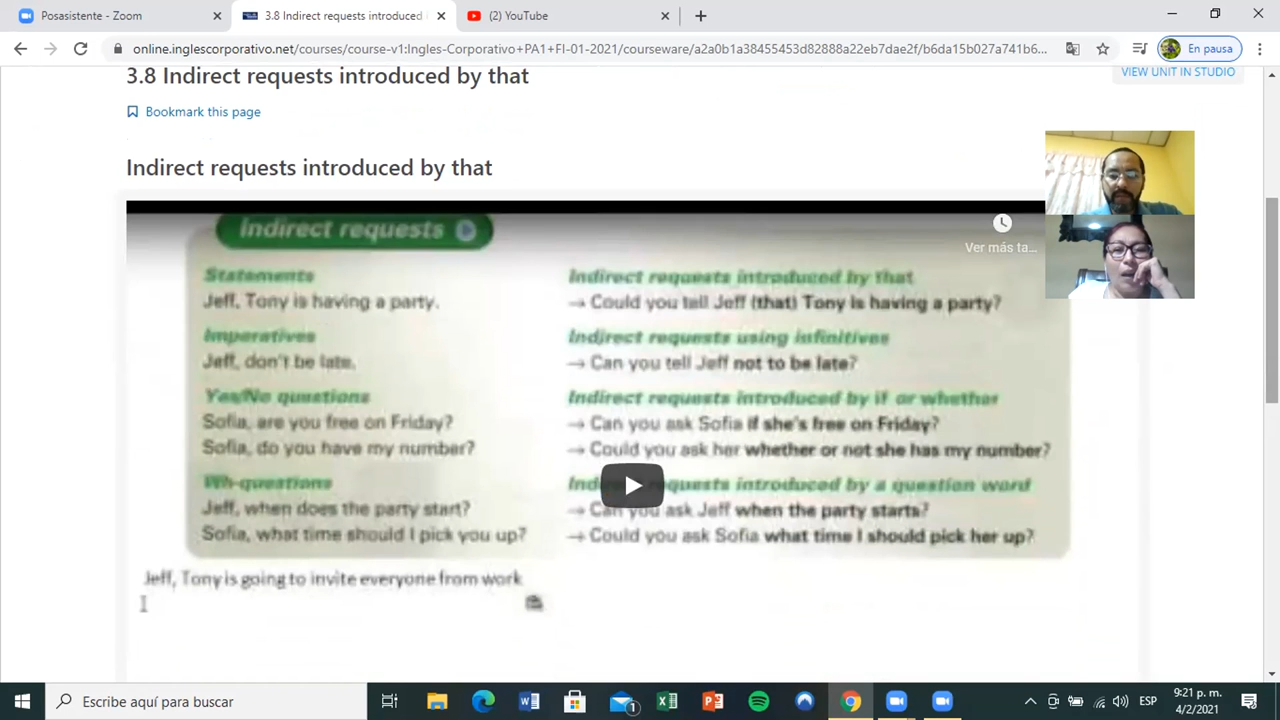 Posasistente - Zoom
3.8 Indirect requests introduced
(2) YouTube
online.inglescorporativo.net/courses/course-v1:Ingles-Corporativo+PA1+FI-01-2021/courseware/a2a0b1a38455453d82888a22eb7dae2f/b6da15b027a741b6...
En pausa
3.8 Indirect requests introduced by that
VIEW UNIT IN STUDIO
Bookmark this page
Indirect requests introduced by that
Indirect requests
Ver más ta...
Statements
Indirect requests introduced by that
Jeff, Tony is having a party.
→ Could you tell Jeff (that) Tony is having a party?
Imperatives
Indirect requests using infinitives
Jeff, don't be late.
→ Can you tell Jeff not to be late?
Yes/No questions
Indirect requests introduced by if or whether
Sofia, are you free on Friday?
→ Can you ask Sofia if she's free on Friday?
Sofia, do you have my number?
→ Could you ask her whether or not she has my number?
Wh-questions
requests introduced by a question word
Jeff, when does the party start?
→ Can you ask Jeff when the party starts?
Sofia, what time should I pick you up?
→ Could you ask Sofia what time I should pick her up?
Jeff, Tony is going to invite everyone from work
Escribe aquí para buscar
1
ESP
9:21 p. m.
4/2/2021